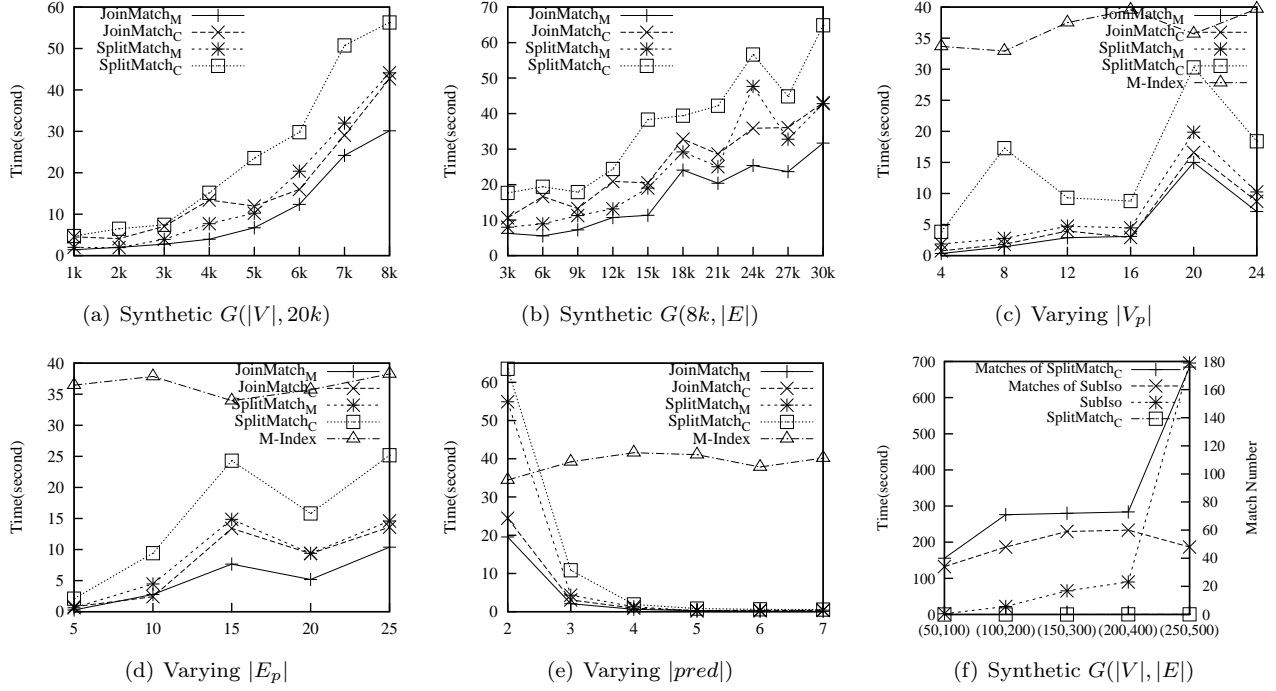 Time(second)
60
50
40
30
20
10
0
1k 2k 3k 4k 5k 6k 7k 8k
JoinMatch_M
JoinMatch_C
SplitMatch_M
SplitMatch_C
(a) Synthetic G(|V|, 20k)
Time(second)
70
60
50
40
30
20
10
0
3k 6k 9k 12k 15k 18k 21k 24k 27k 30k
JoinMatch_M
JoinMatch_C
SplitMatch_M
SplitMatch_C
(b) Synthetic G(8k, |E|)
Time(second)
40
35
30
25
20
15
10
5
0
4 8 12 16 20 24
JoinMatch_M
JoinMatch_C
SplitMatch_M
SplitMatch_C
M-Index
(c) Varying |V_p|
Time(second)
40
35
30
25
20
15
10
5
0
5 10 15 20 25
JoinMatch_M
JoinMatch_C
SplitMatch_M
SplitMatch_C
M-Index
(d) Varying |E_p|
Time(second)
60
50
40
30
20
10
0
2 3 4 5 6 7
JoinMatch_M
JoinMatch_C
SplitMatch_M
SplitMatch_C
M-Index
(e) Varying |pred|)
Time(second)
700
600
500
400
300
200
100
0
(50,100) (100,200) (150,300) (200,400) (250,500)
Matches of SplitMatch_C
Matches of SubIso
SubIso
SplitMatch_C
180
160
140
120
100
80
60
40
20
0
Match Number
(f) Synthetic G(|V|, |E|)